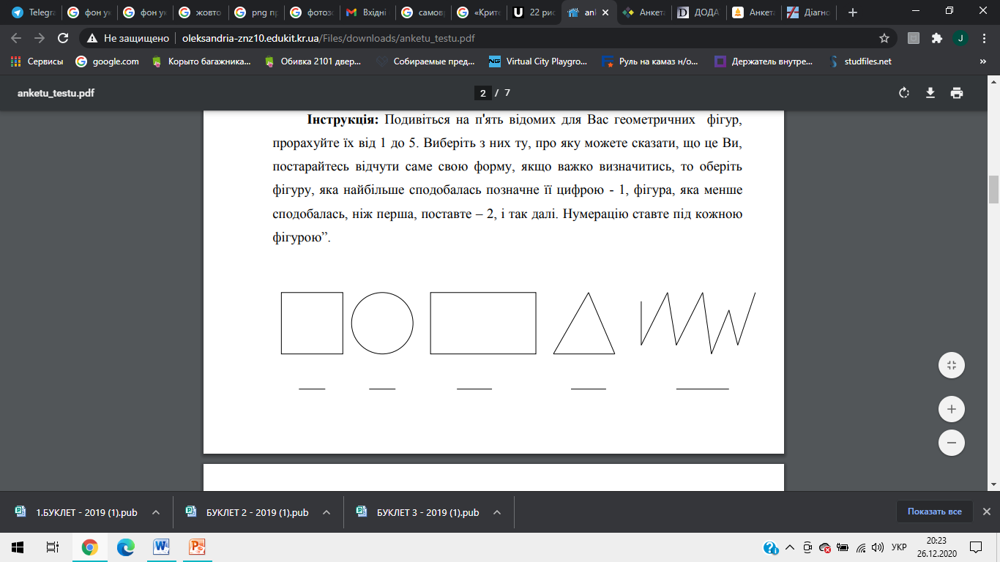 Telegra
фон ук
фон ук
жовто
png пр
фотозо
Вхідні
самовр
«Крите
22 рис
ank
Анкета
ДОДА
Анкета
Діагно
Не защищено
oleksandria-znz10.edukit.kr.ua/Files/downloads/anketu_testu.pdf
J
Сервисы
google.com
Корыто багажника...
Обивка 2101 двер...
Собираемые пред...
NG
Virtual City Playgro...
Руль на камаз н/о...
Держатель внутре...
studfiles.net
»
anketu_testu.pdf
2 / 7
Інструкція: Подивіться на п'ять відомих для Вас геометричних фігур,
прорахуйте їх від 1 до 5. Виберіть з них ту, про яку можете сказати, що це Ви,
постарайтесь відчути саме свою форму, якщо важко визначитись, то оберіть
фігуру, яка найбільше сподобалась позначне її цифрою - 1, фігура, яка менше
сподобалась, ніж перша, поставте – 2, і так далі. Нумерацію ставте під кожною
фігурою”.
1.БУКЛЕТ - 2019 (1).pub
БУКЛЕТ 2 - 2019 (1).pub
БУКЛЕТ 3 - 2019 (1).pub
Показать все
УКР
20:23
26.12.2020